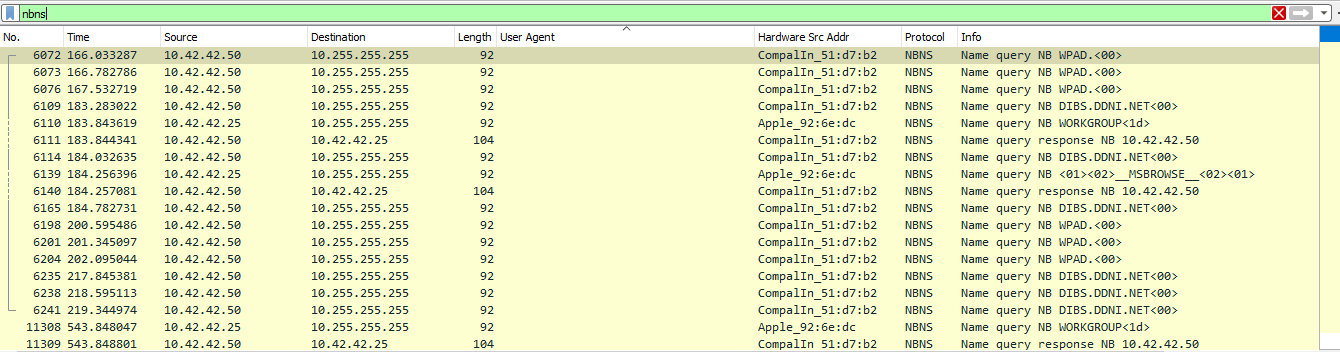 nbns
No. Time Source Destination Length User Agent Hardware Src Addr Protocol Info
6072 166.033287 10.42.42.50 10.255.255.255 92 CompalIn_51:d7:b2 NBNS Name query NB WPAD.<00>
6073 166.782786 10.42.42.50 10.255.255.255 92 CompalIn_51:d7:b2 NBNS Name query NB WPAD.<00>
6076 167.532719 10.42.42.50 10.255.255.255 92 CompalIn_51:d7:b2 NBNS Name query NB WPAD.<00>
6109 183.283022 10.42.42.50 10.255.255.255 92 CompalIn_51:d7:b2 NBNS Name query NB DIBS.DDNI.NET<00>
6110 183.843619 10.42.42.25 10.255.255.255 92 Apple_92:6e:dc NBNS Name query NB WORKGROUP<1d>
6111 183.844341 10.42.42.50 10.42.42.25 104 CompalIn_51:d7:b2 NBNS Name query response NB 10.42.42.50
6114 184.032635 10.42.42.50 10.255.255.255 92 CompalIn_51:d7:b2 NBNS Name query NB DIBS.DDNI.NET<00>
6139 184.256396 10.42.42.25 10.255.255.255 92 Apple_92:6e:dc NBNS Name query NB <01><02>__MSBROWSE__<02><01>
6140 184.257081 10.42.42.50 10.42.42.25 104 CompalIn_51:d7:b2 NBNS Name query response NB 10.42.42.50
6165 184.782731 10.42.42.50 10.255.255.255 92 CompalIn_51:d7:b2 NBNS Name query NB DIBS.DDNI.NET<00>
6198 200.595486 10.42.42.50 10.255.255.255 92 CompalIn_51:d7:b2 NBNS Name query NB WPAD.<00>
6201 201.345097 10.42.42.50 10.255.255.255 92 CompalIn_51:d7:b2 NBNS Name query NB WPAD.<00>
6204 202.095044 10.42.42.50 10.255.255.255 92 CompalIn_51:d7:b2 NBNS Name query NB WPAD.<00>
6235 217.845381 10.42.42.50 10.255.255.255 92 CompalIn_51:d7:b2 NBNS Name query NB DIBS.DDNI.NET<00>
6238 218.595113 10.42.42.50 10.255.255.255 92 CompalIn_51:d7:b2 NBNS Name query NB DIBS.DDNI.NET<00>
6241 219.344974 10.42.42.50 10.255.255.255 92 CompalIn_51:d7:b2 NBNS Name query NB DIBS.DDNI.NET<00>
11308 543.848047 10.42.42.25 10.255.255.255 92 Apple_92:6e:dc NBNS Name query NB WORKGROUP<1d>
11309 543.848801 10.42.42.50 10.42.42.25 104 CompalIn_51:d7:b2 NBNS Name query response NB 10.42.42.50